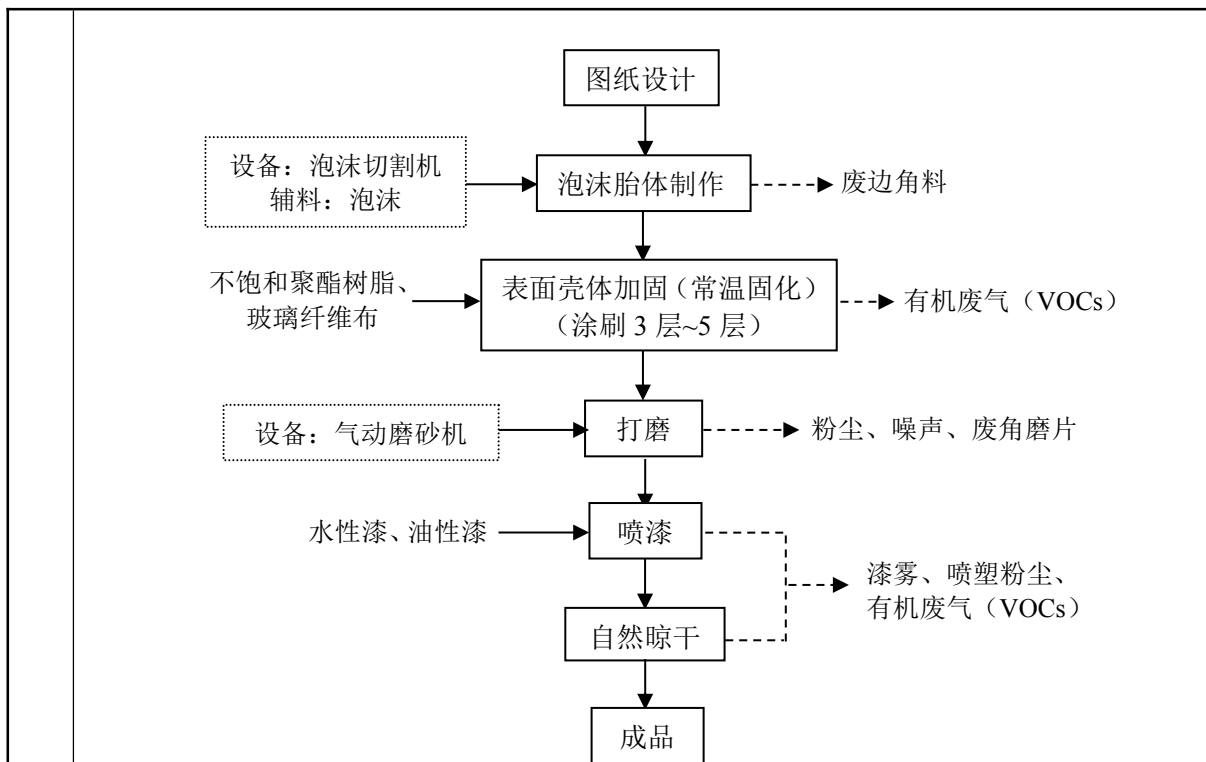 图纸设计
设备：泡沫切割机
辅料：泡沫
泡沫胎体制作
废边角料
不饱和聚酯树脂、
玻璃纤维布
表面壳体加固（常温固化）
（涂刷 3 层~5 层）
有机废气（VOCs）
设备：气动磨砂机
打磨
粉尘、噪声、废角磨片
水性漆、油性漆
喷漆
漆雾、喷塑粉尘、
有机废气（VOCs）
自然晾干
成品